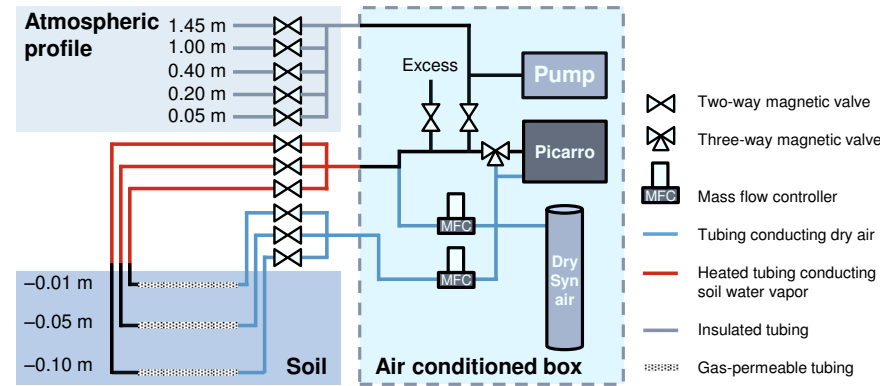 Atmospheric
profile
1.45 m
1.00 m
0.40 m
0.20 m
0.05 m
Excess
Pump
Picarro
MFC
MFC
Dry
Syn
air
–0.01 m
–0.05 m
–0.10 m
Soil
Air conditioned box
Two-way magnetic valve
Three-way magnetic valve
MFC
Mass flow controller
Tubing conducting dry air
Heated tubing conducting
soil water vapor
Insulated tubing
Gas-permeable tubing